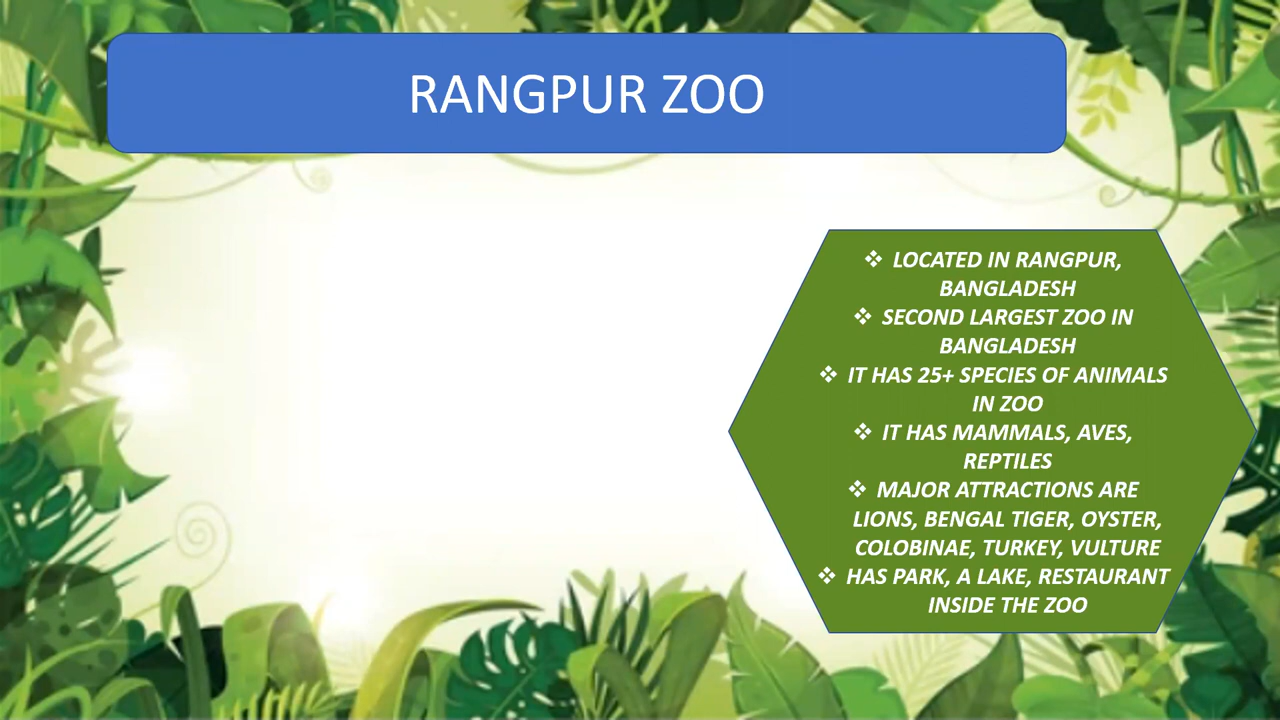 RANGPUR ZOO
❖ LOCATED IN RANGPUR,
BANGLADESH
❖ SECOND LARGEST ZOO IN
BANGLADESH
❖ IT HAS 25+ SPECIES OF ANIMALS
IN ZOO
❖ IT HAS MAMMALS, AVES,
REPTILES
❖ MAJOR ATTRACTIONS ARE
LIONS, BENGAL TIGER, OYSTER,
COLOBINAE, TURKEY, VULTURE
❖ HAS PARK, A LAKE, RESTAURANT
INSIDE THE ZOO